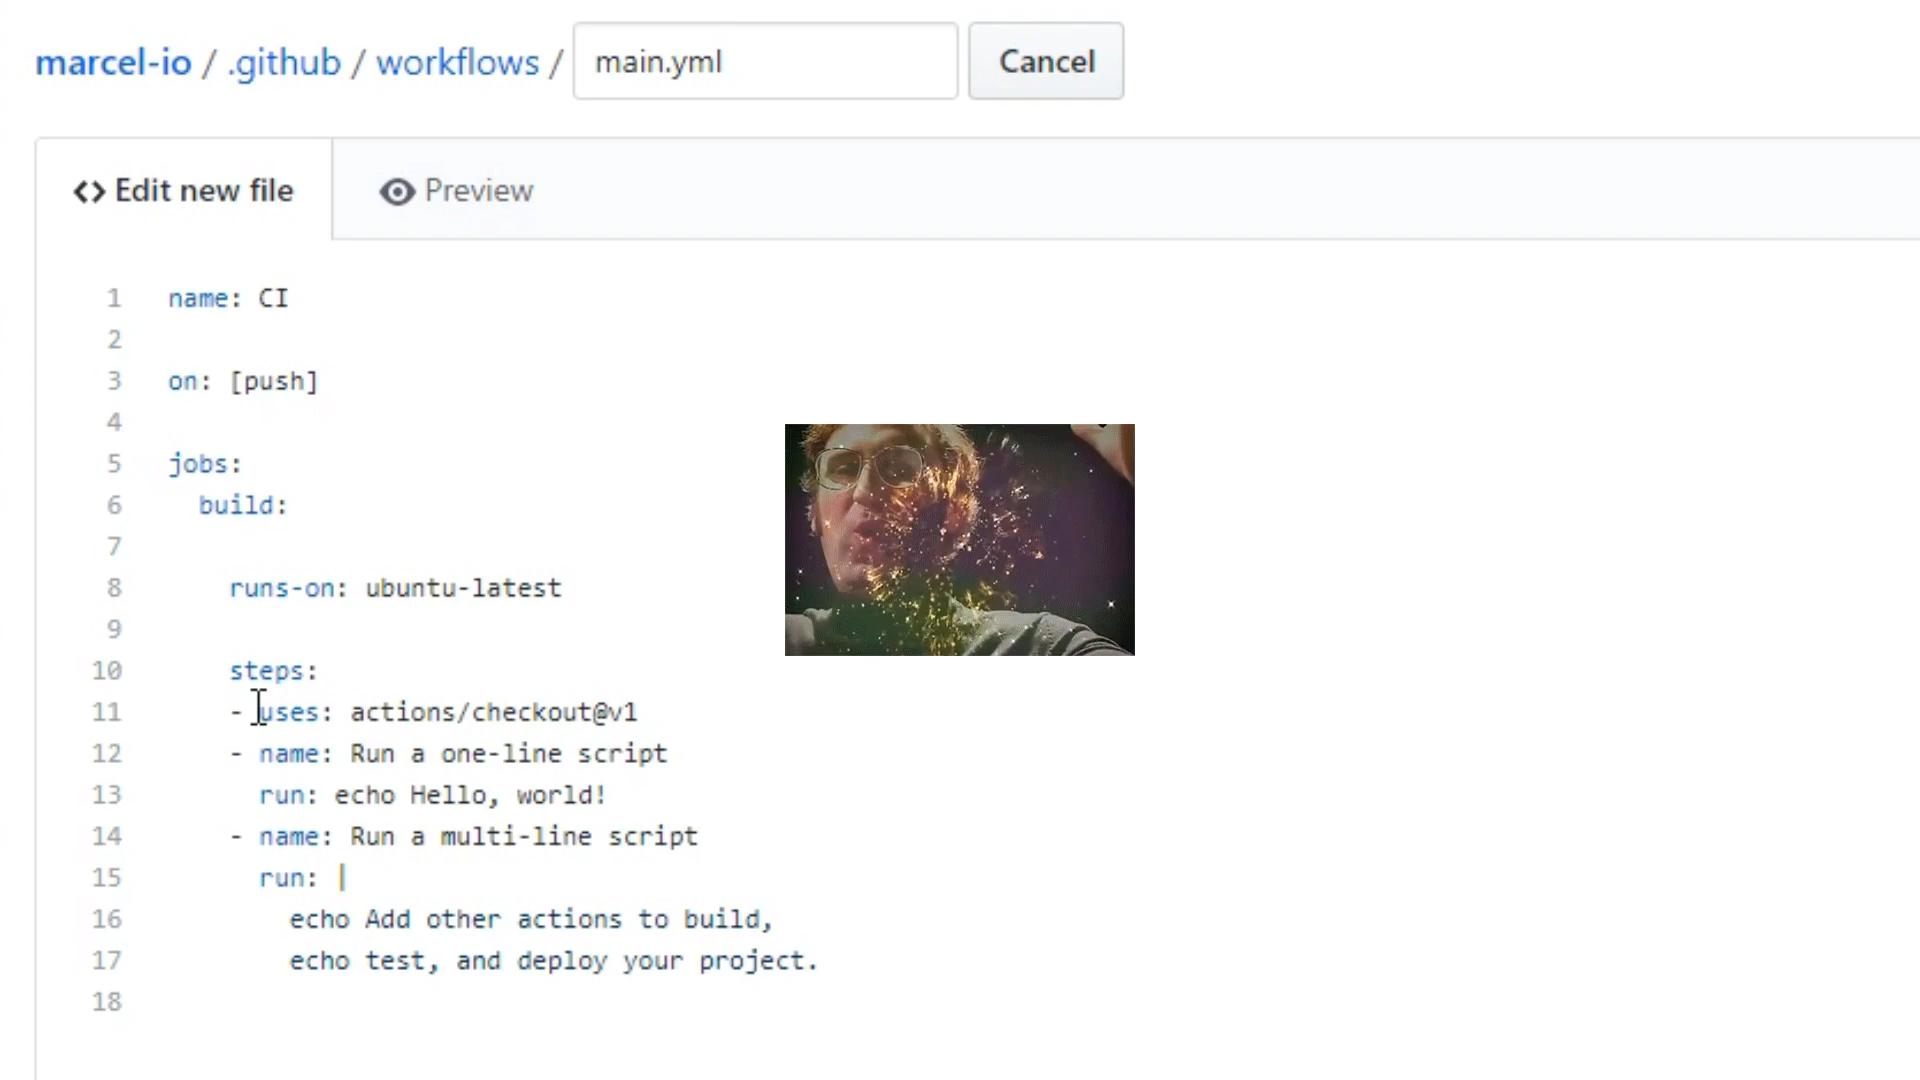 marcel-io / .github / workflows / main.yml Cancel
Edit new file Preview
1 name: CI
2
3 on: [push]
4
5 jobs:
6 build:
7
8 runs-on: ubuntu-latest
9
10 steps:
11 - uses: actions/checkout@v1
12 - name: Run a one-line script
13 run: echo Hello, world!
14 - name: Run a multi-line script
15 run: |
16 echo Add other actions to build,
17 echo test, and deploy your project.
18